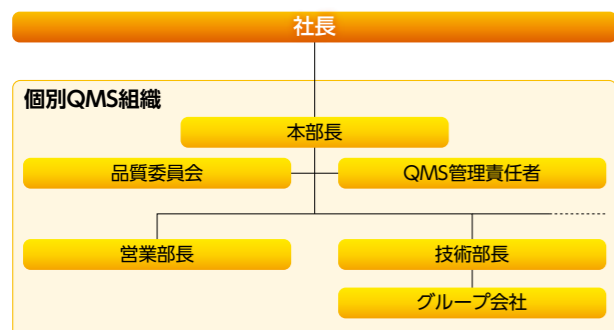 社長
個別QMS組織
本部長
品質委員会
QMS管理責任者
営業部長
技術部長
グループ会社